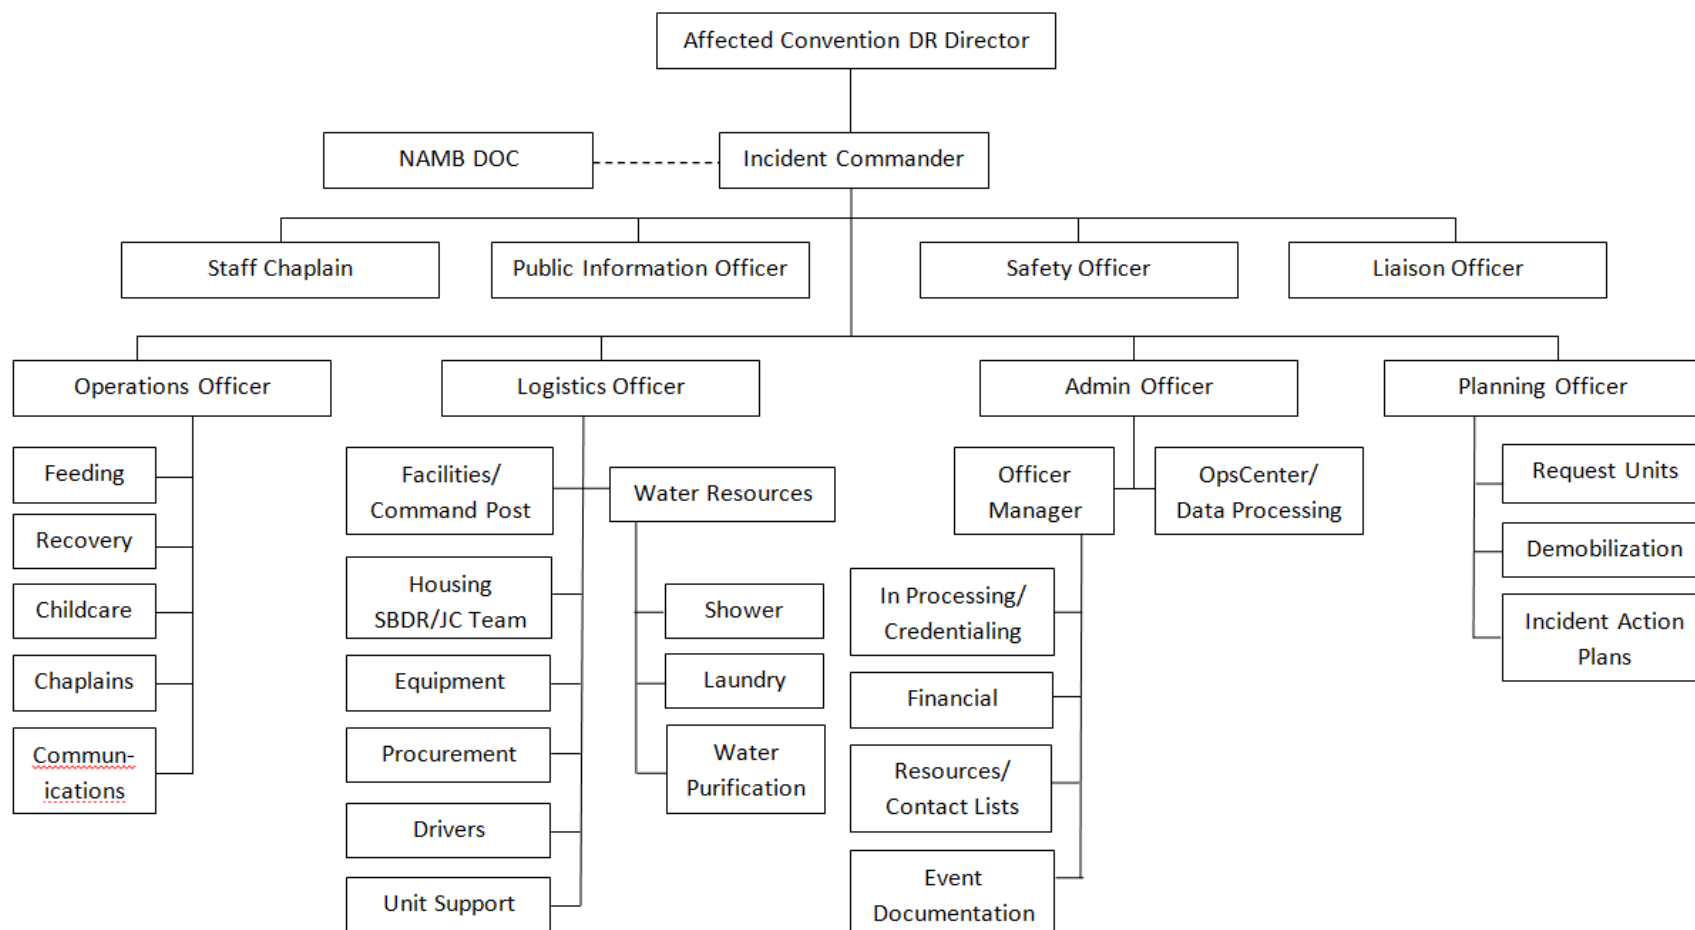 Affected Convention DR Director
NAMB DOC
Incident Commander
Staff Chaplain
Public Information Officer
Safety Officer
Liaison Officer
Operations Officer
Logistics Officer
Admin Officer
Planning Officer
Feeding
Recovery
Childcare
Chaplains
Commun-
ications
Facilities/
Command Post
Housing
SBDR/JC Team
Equipment
Procurement
Drivers
Unit Support
Water Resources
Shower
Laundry
Water
Purification
Officer
Manager
OpsCenter/
Data Processing
In Processing/
Credentialing
Financial
Resources/
Contact Lists
Event
Documentation
Request Units
Demobilization
Incident Action
Plans